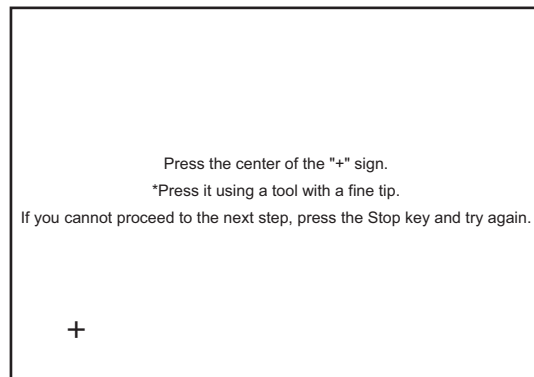 Press the center of the "+" sign.
*Press it using a tool with a fine tip.
If you cannot proceed to the next step, press the Stop key and try again.
+